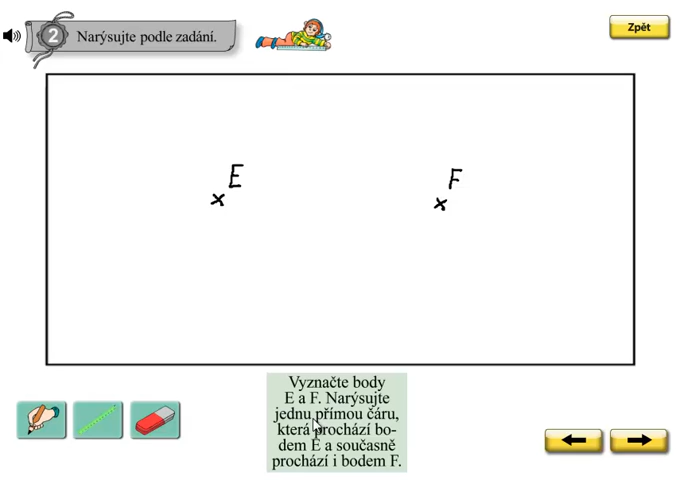 2 Narýsujte podle zadání.
Zpět
E
F
Vyznačte body
E a F. Narýsujte
jednu přímou čáru,
která prochází bo-
dem E a současně
prochází i bodem F.